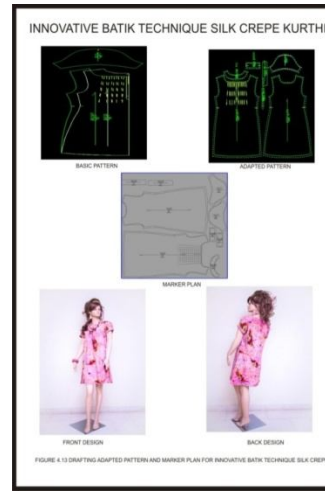 INNOVATIVE BATIK TECHNIQUE SILK CREPE KURTHI
BASIC PATTERN
ADAPTED PATTERN
MARKER PLAN
FRONT DESIGN
BACK DESIGN
FIGURE 4.13 DRAFTING ADAPTED PATTERN AND MARKER PLAN FOR INNOVATIVE BATIK TECHNIQUE SILK CREP